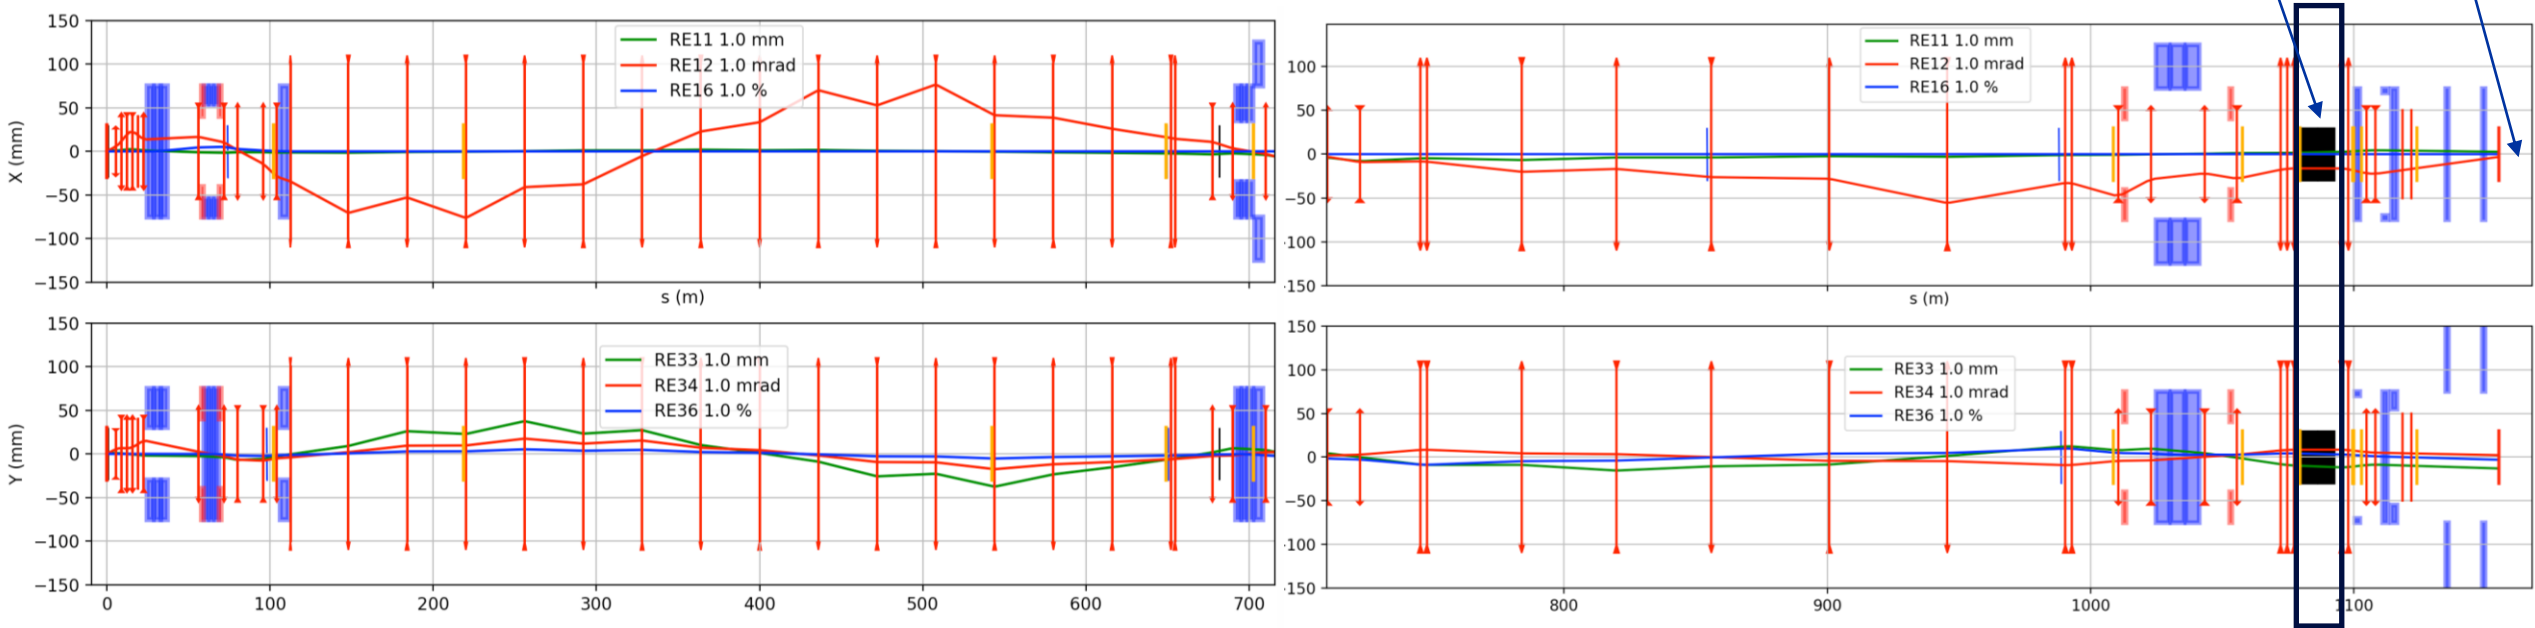 150
100
50
0
−50
−100
−150
X (mm)
RE11 1.0 mm
RE12 1.0 mrad
RE16 1.0 %
s (m)
100
50
0
−50
−100
-150
RE11 1.0 mm
RE12 1.0 mrad
RE16 1.0 %
s (m)
150
100
50
0
−50
−100
−150
Y (mm)
RE33 1.0 mm
RE34 1.0 mrad
RE36 1.0 %
0 100 200 300 400 500 600 700
150
100
50
0
−50
−100
-150
RE33 1.0 mm
RE34 1.0 mrad
RE36 1.0 %
800 900 1000 1100